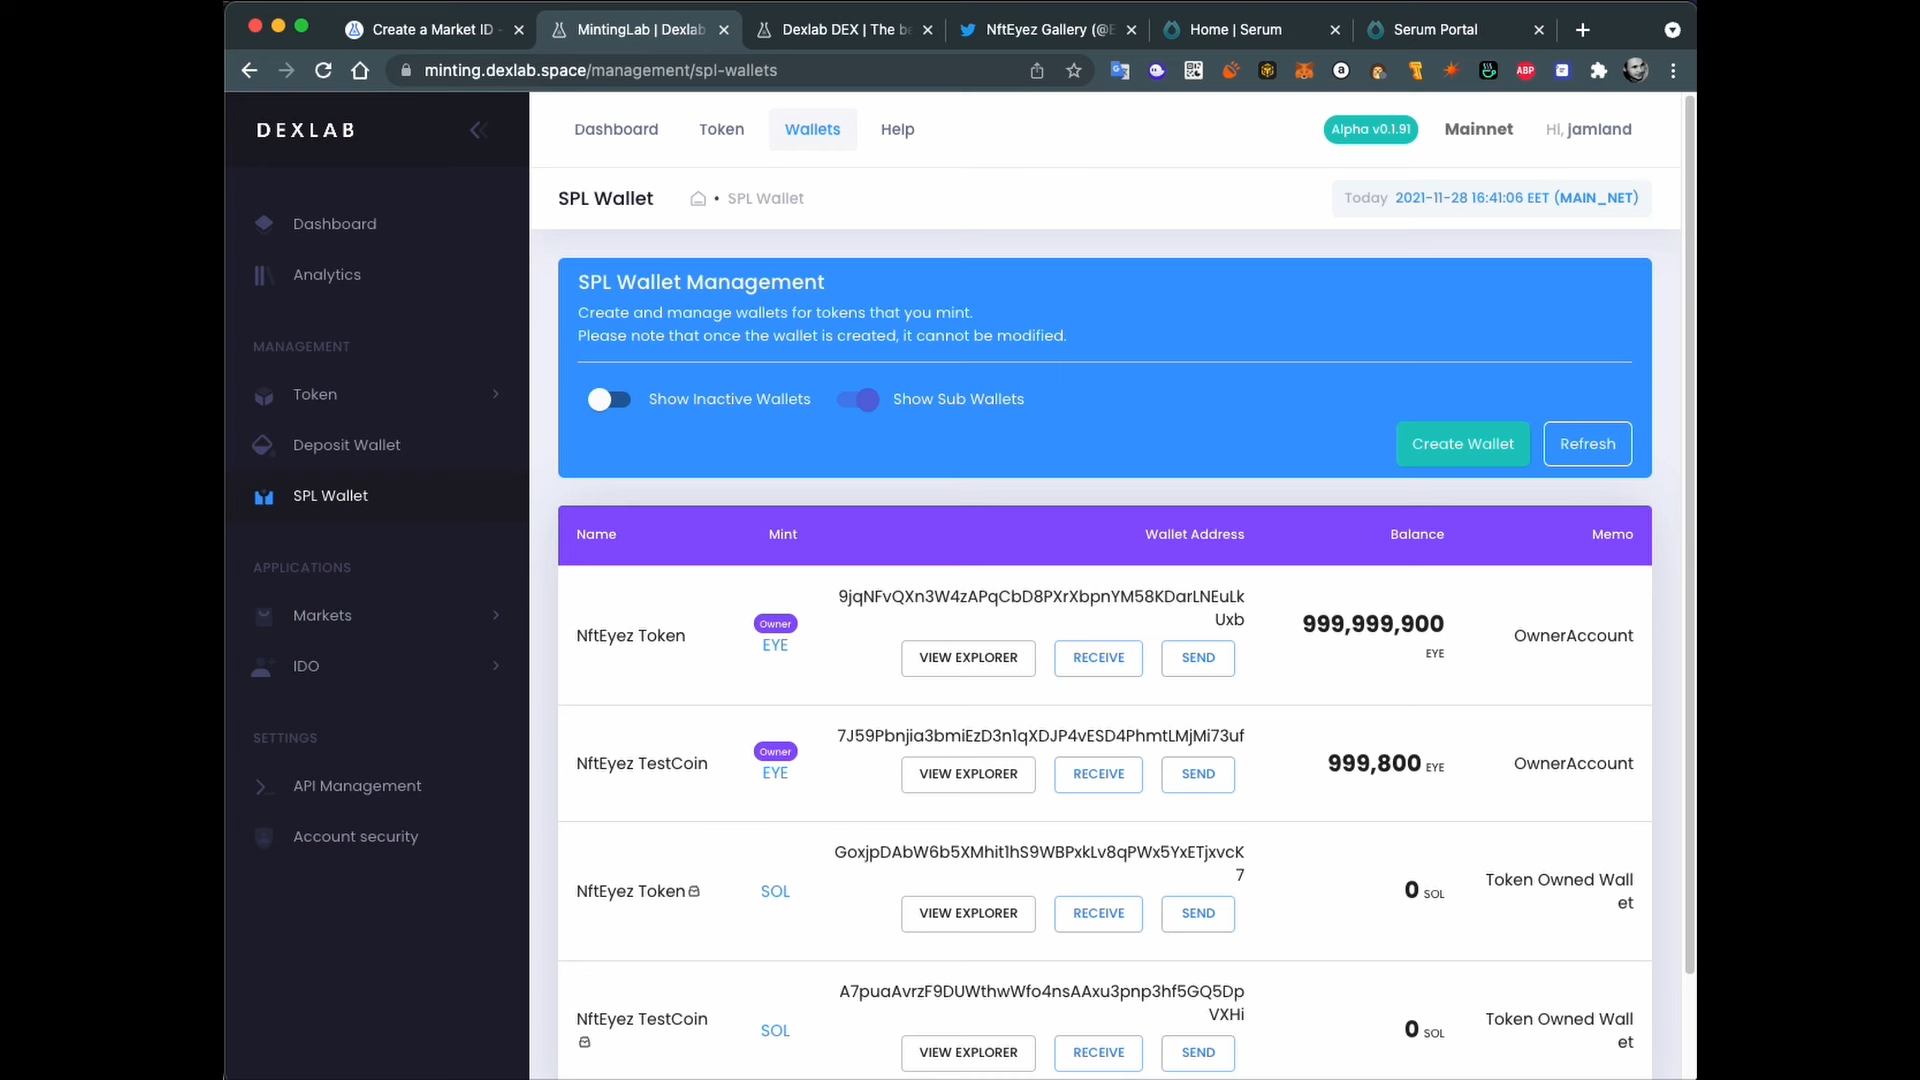 Create a Market ID -
MintingLab | Dexlab
Dexlab DEX | The be
NftEyez Gallery (@E
Home | Serum
Serum Portal
minting.dexlab.space/management/spl-wallets
ABP
DEXLAB
Dashboard
Token
Wallets
Help
Alpha v0.1.91
Mainnet
Hi, jamland
SPL Wallet
• SPL Wallet
Today 2021-11-28 16:41:06 EET (MAIN_NET)
Dashboard
Analytics
MANAGEMENT
Token
Deposit Wallet
SPL Wallet
APPLICATIONS
Markets
IDO
SETTINGS
API Management
Account security
SPL Wallet Management
Create and manage wallets for tokens that you mint.
Please note that once the wallet is created, it cannot be modified.
Show Inactive Wallets
Show Sub Wallets
Create Wallet
Refresh
Name
Mint
Wallet Address
Balance
Memo
NftEyez Token
Owner
EYE
9jqNFvQXn3W4zAPqCbD8PXrXbpnYM58KDarLNEuLk
Uxb
VIEW EXPLORER
RECEIVE
SEND
999,999,900
EYE
OwnerAccount
NftEyez TestCoin
Owner
EYE
7J59Pbnjia3bmiEzD3n1qXDJP4vESD4PhmtLMjMi73uf
VIEW EXPLORER
RECEIVE
SEND
999,800 EYE
OwnerAccount
NftEyez Token
SOL
GoxjpDAbW6b5XMhit1hS9WBPxkLv8qPWx5YxETjxvcK
7
VIEW EXPLORER
RECEIVE
SEND
0 SOL
Token Owned Wall
et
NftEyez TestCoin
SOL
A7puaAvrzF9DUWthwWfo4nsAAxu3pnp3hf5GQ5Dp
VXHi
VIEW EXPLORER
RECEIVE
SEND
0 SOL
Token Owned Wall
et